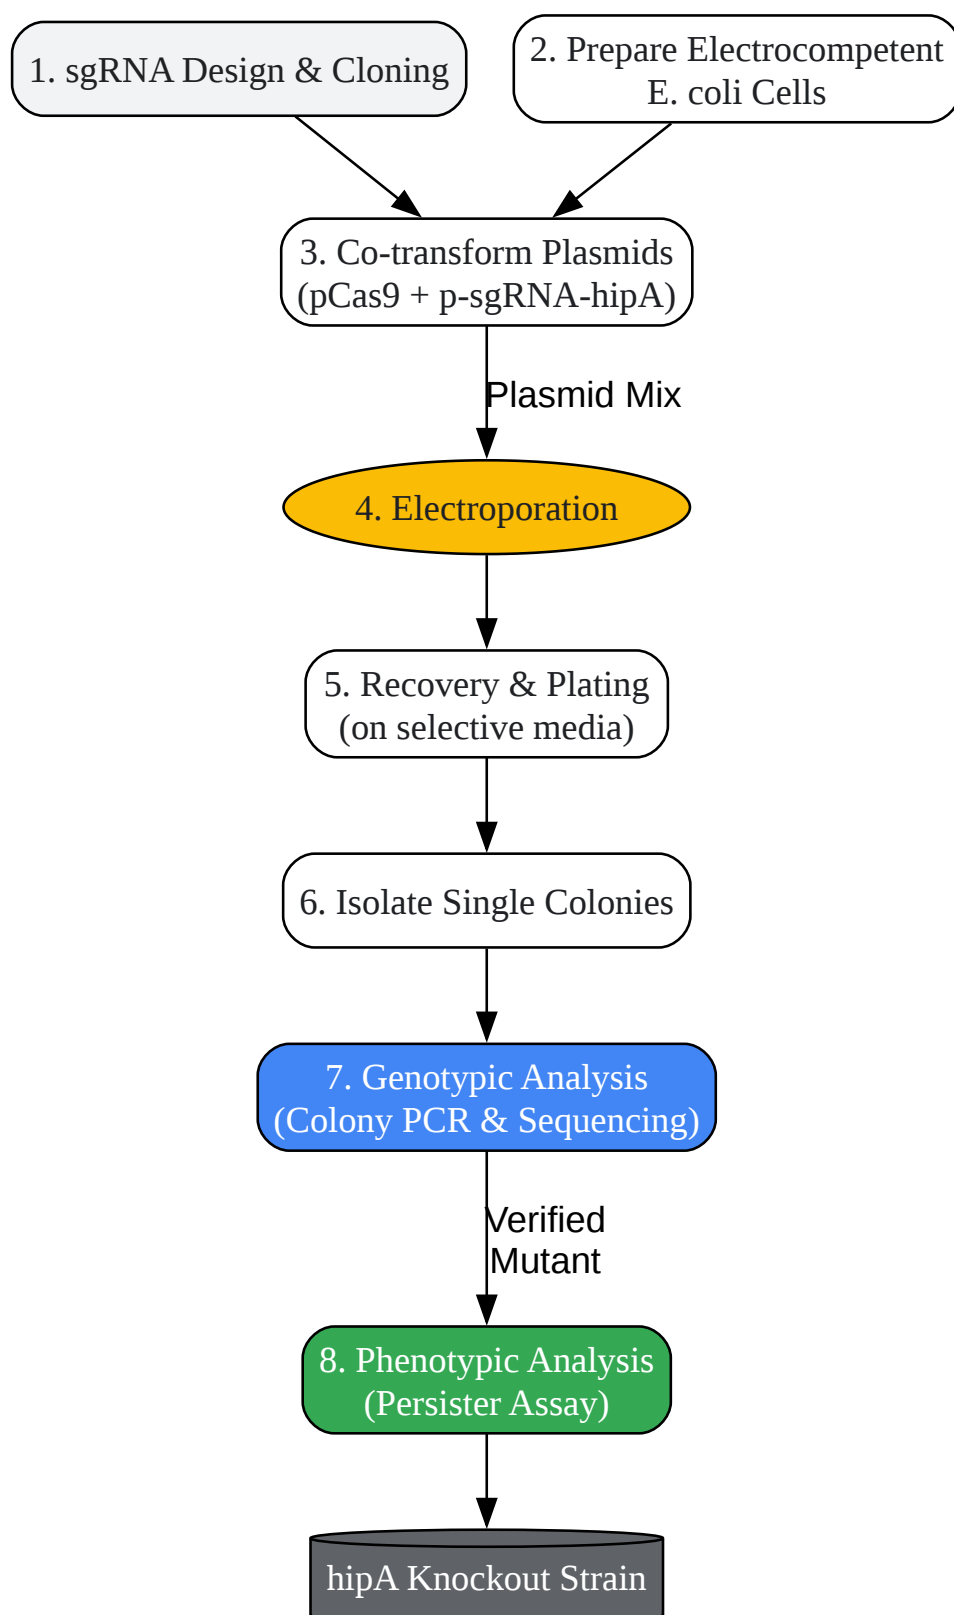 1. sgRNA Design & Cloning
2. Prepare Electrocompetent
E. coli Cells
3. Co-transform Plasmids
(pCas9 + p-sgRNA-hipA)
Plasmid Mix
4. Electroporation
5. Recovery & Plating
(on selective media)
6. Isolate Single Colonies
7. Genotypic Analysis
(Colony PCR & Sequencing)
Verified
Mutant
8. Phenotypic Analysis
(Persister Assay)
hipA Knockout Strain